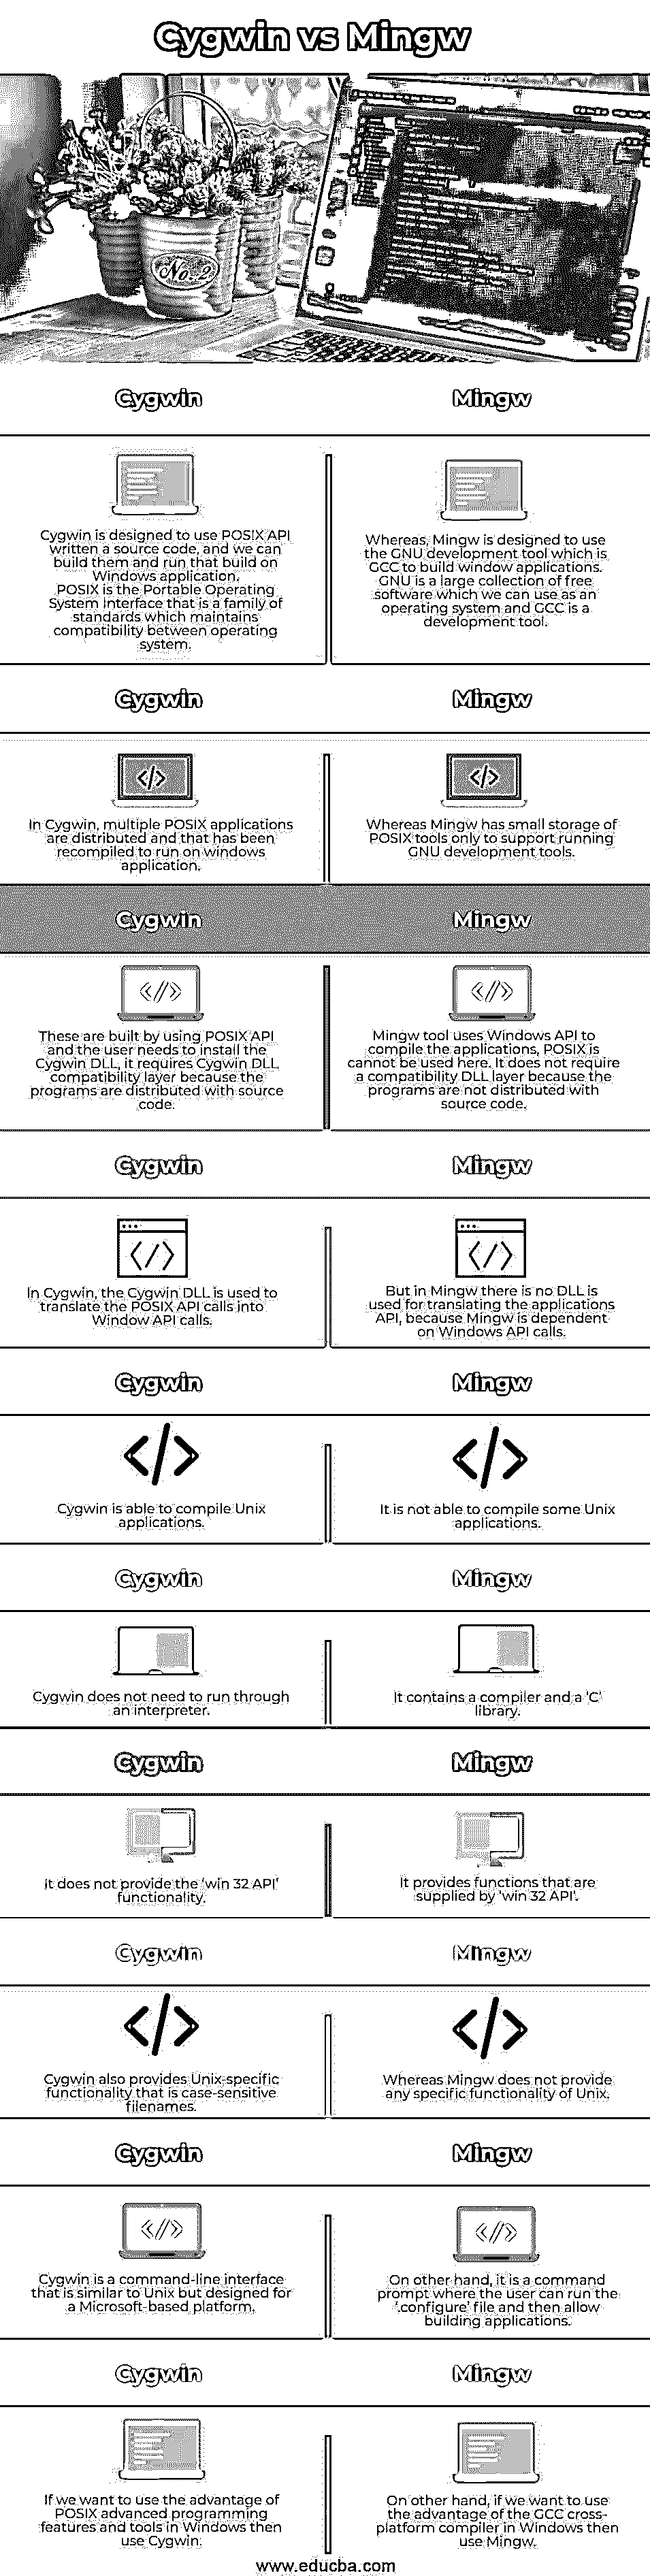 Cygwin vs Mingw
No. 2
Cygwin
Mingw
Cygwin is designed to use POSIX API
written a source code, and we can
build them and run that build on
Windows application.
POSIX is the Portable Operating
System Interface that is a family of
standards which maintains
compatibility between operating
system.
Whereas, Mingw is designed to use
the GNU development tool which is
GCC to build window applications.
GNU is a large collection of free
software which we can use as an
operating system and GCC is a
development tool.
Cygwin
Mingw
In Cygwin, multiple POSIX applications
are distributed and that has been
recompiled to run on windows
application.
Whereas Mingw has small storage of
POSIX tools only to support running
GNU development tools.
Cygwin
Mingw
These are built by using POSIX API
and the user needs to install the
Cygwin DLL, it requires Cygwin DLL
compatibility layer because the
programs are distributed with source
code.
Mingw tool uses Windows API to
compile the applications, POSIX is
cannot be used here. It does not require
a compatibility DLL layer because the
programs are not distributed with
source code.
Cygwin
Mingw
In Cygwin, the Cygwin DLL is used to
translate the POSIX API calls into
Window API calls.
But in Mingw there is no DLL is
used for translating the applications
API, because Mingw is dependent
on Windows API calls.
Cygwin
Mingw
Cygwin is able to compile Unix
applications.
It is not able to compile some Unix
applications.
Cygwin
Mingw
Cygwin does not need to run through
an interpreter.
It contains a compiler and a 'C'
library.
Cygwin
Mingw
It does not provide the 'win 32 API'
functionality.
It provides functions that are
supplied by 'win 32 API'.
Cygwin
Mingw
Cygwin also provides Unix-specific
functionality that is case-sensitive
filenames.
Whereas Mingw does not provide
any specific functionality of Unix.
Cygwin
Mingw
Cygwin is a command-line interface
that is similar to Unix but designed for
a Microsoft-based platform.
On other hand, it is a command
prompt where the user can run the
'.configure' file and then allow
building applications.
Cygwin
Mingw
If we want to use the advantage of
POSIX advanced programming
features and tools in Windows then
use Cygwin.
On other hand, if we want to use
the advantage of the GCC cross-
platform compiler in Windows then
use Mingw.
www.educba.com